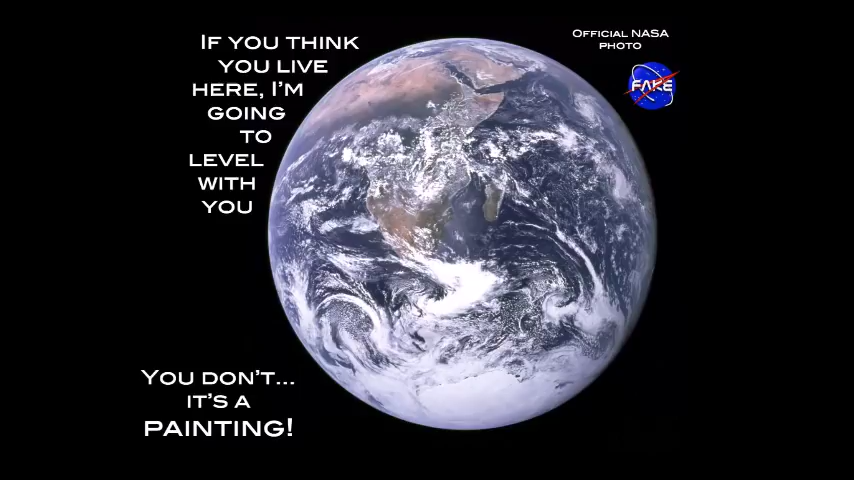 If you think
you live
here, I'm
going
to
level
with
you
Official NASA
photo
FAKE
You don't...
it's a
painting!